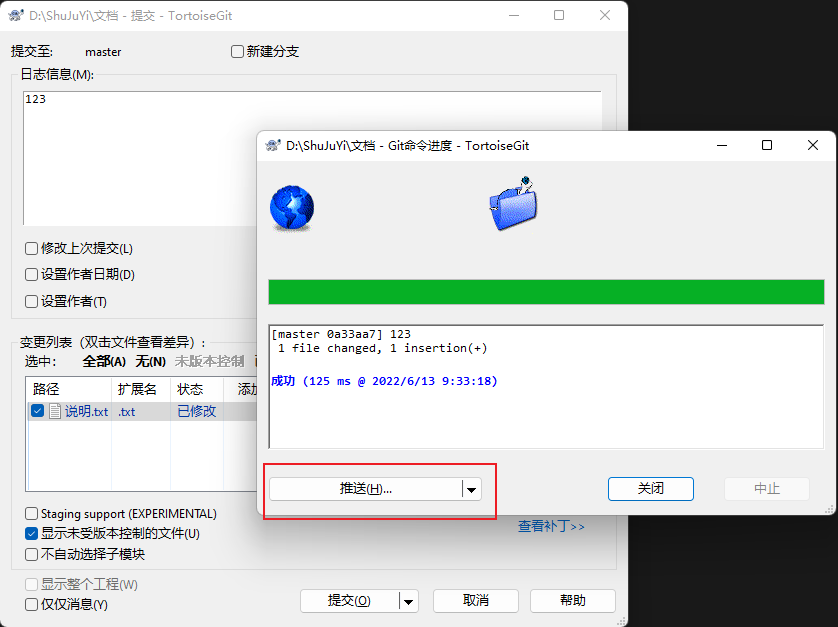 D:\ShuJuYi\文档 - 提交 - TortoiseGit
提交至: master 新建分支
日志信息(M):
123
修改上次提交(L)
设置作者日期(D)
设置作者(T)
变更列表（双击文件查看差异）:
选中: 全部(A) 无(N) 未版本控制
路径 扩展名 状态 添加
说明.txt .txt 已修改
Staging support (EXPERIMENTAL)
显示未受版本控制的文件(U)
不自动选择子模块
查看补丁>>
显示整个工程(W)
仅仅消息(Y)
提交(O) 取消 帮助
D:\ShuJuYi\文档 - Git命令进度 - TortoiseGit
[master 0a33aa7] 123
1 file changed, 1 insertion(+)
成功 (125 ms @ 2022/6/13 9:33:18)
推送(H)... 关闭 中止